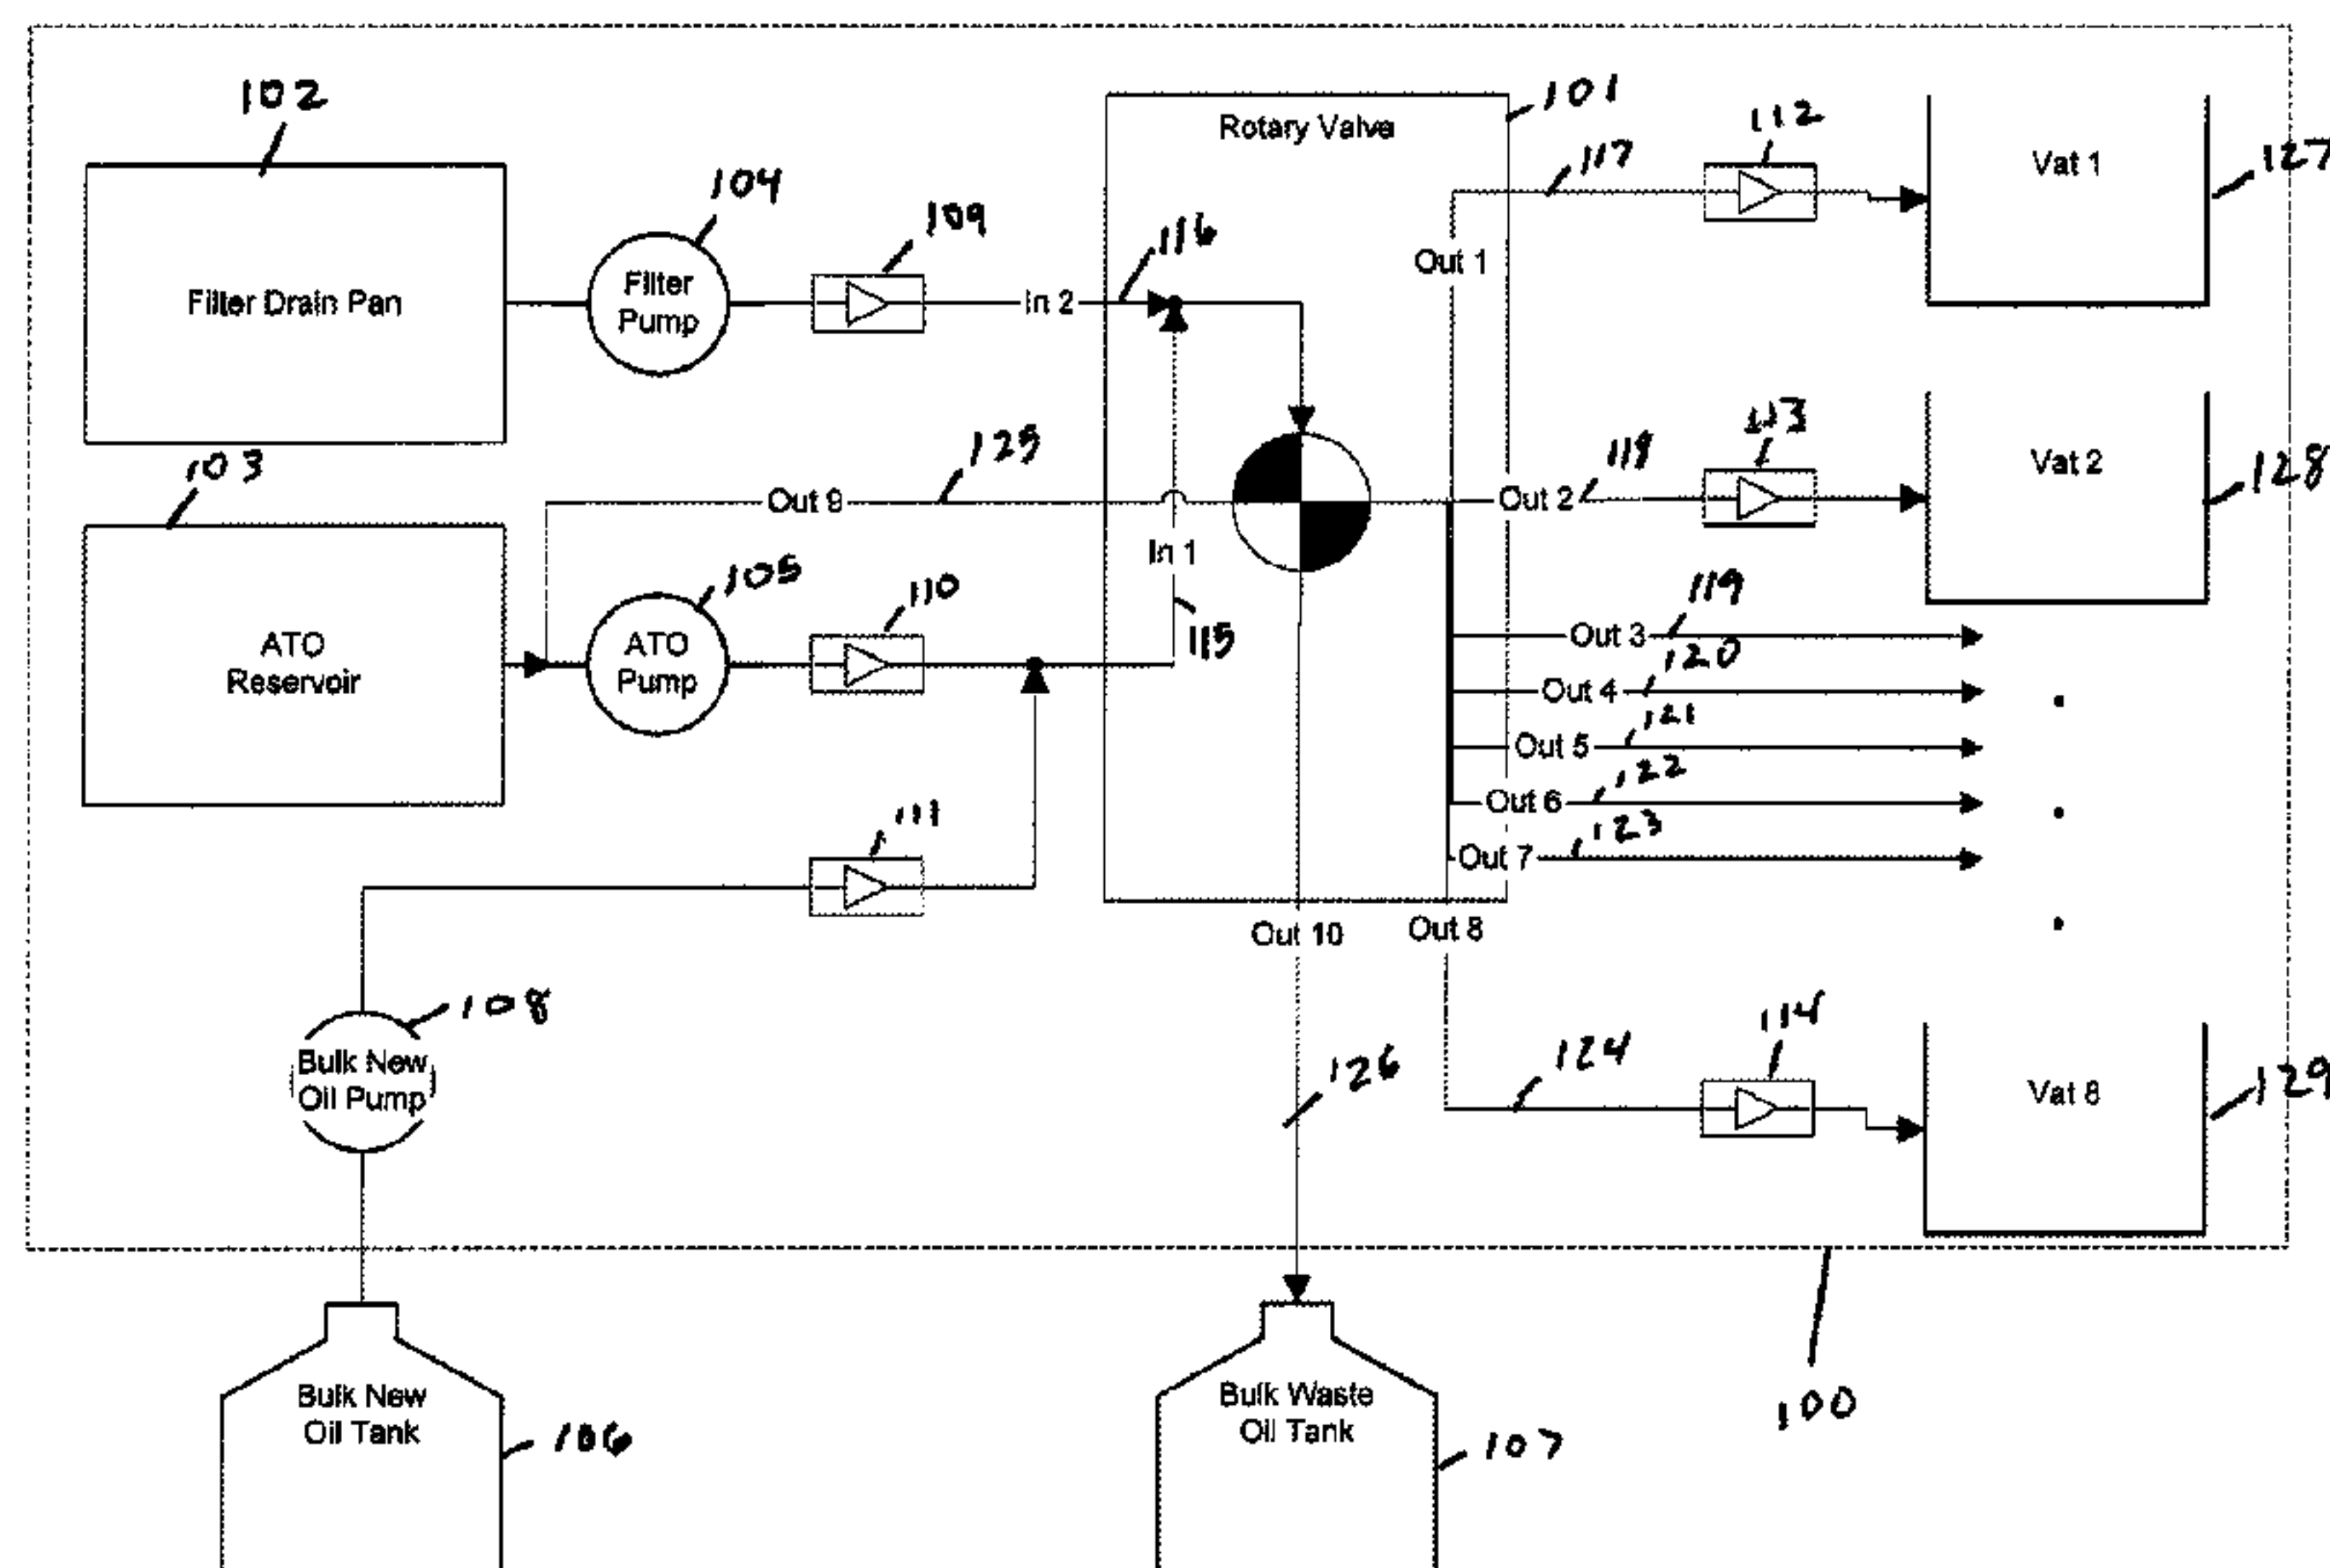 102
101
Rotary Valve
112
117
Vat 1
127
104
109
116
Filter Drain Pan
Filter
Pump
In 2
Out 1
103
125
118
113
Vat 2
128
Out 9
Out 2
In 1
105
110
115
119
ATO
Reservoir
ATO
Pump
Out 3
120
Out 4
121
Out 5
122
Out 6
123
Out 7
111
Out 10
Out 8
108
Bulk New
Oil Pump
126
124
114
Vat 8
129
100
Bulk New
Oil Tank
106
Bulk Waste
Oil Tank
107